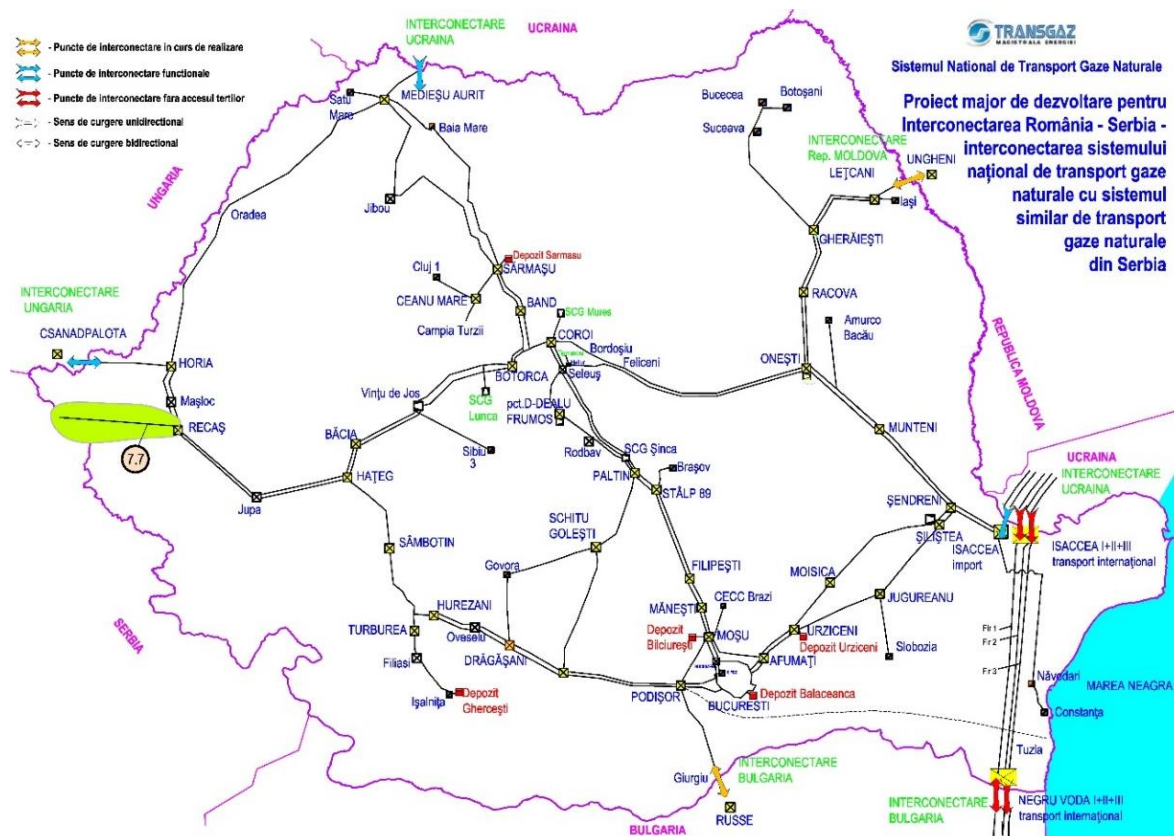 - Puncte de interconectare in curs de realizare
- Puncte de interconectare functionale
- Puncte de interconectare fara accesul tertilor
- Sens de curgere unidirectional
- Sens de curgere bidirectional
INTERCONECTARE
UCRAINA
UCRAINA
TRANSGAZ
MAGISTRALA ENERGIEI
Sistemul National de Transport Gaze Naturale
Proiect major de dezvoltare pentru
Interconectarea România - Serbia -
interconectarea sistemului
național de transport gaze
naturale cu sistemul
similar de transport
gaze naturale
din Serbia
MEDIEŞU AURIT
Satu
Mare
Baia Mare
Bucecea
Botoşani
Suceava
INTERCONECTARE
Rep. MOLDOVA
UNGHENI
LEŢCANI
Iaşi
UNGARIA
Oradea
Jibou
GHERĂIEŞTI
Depozit Sarmasu
SĂRMAŞU
Cluj 1
CEANU MARE
BAND
RACOVA
INTERCONECTARE
UNGARIA
CSANADPALOTA
Campia Turzii
SCG Mures
COROI
Bordoşiu
Feliceni
Amurco
Bacău
REPUBLICA MOLDOVA
HORIA
BOTORCA
Seleuş
ONEŞTI
Maşloc
Vinţu de Jos
SCG
Lunca
pct.D-DEALU
FRUMOS
RECAŞ
7.7
BĂCIA
Sibiu
3
Rodbav
SCG Şinca
MUNTENI
HAŢEG
PALTIN
Braşov
STÂLP 89
UCRAINA
INTERCONECTARE
UCRAINA
Jupa
ŞENDRENI
SCHITU
GOLEŞTI
SÂMBOTIN
ŞILIŞTEA
ISACCEA
import
ISACCEA I+II+III
transport internaţional
Govora
FILIPEŞTI
MOISICA
SERBIA
HUREZANI
MĂNEŞTI
CECC Brazi
JUGUREANU
TURBUREA
Oveselu
Depozit
Bilciureşti
MOŞU
URZICENI
Depozit Urziceni
Slobozia
Fir 1
Fir 2
Fir 3
Filiasi
DRĂGĂŞANI
AFUMAŢI
Năvodari
MAREA NEAGRA
Işalniţa
Depozit
Gherceşti
PODIŞOR
BUCUREŞTI
Depozit Balaceanca
Constanţa
Tuzla
Giurgiu
INTERCONECTARE
BULGARIA
RUSSE
BULGARIA
INTERCONECTARE
BULGARIA
NEGRU VODA I+II+III
transport internaţional